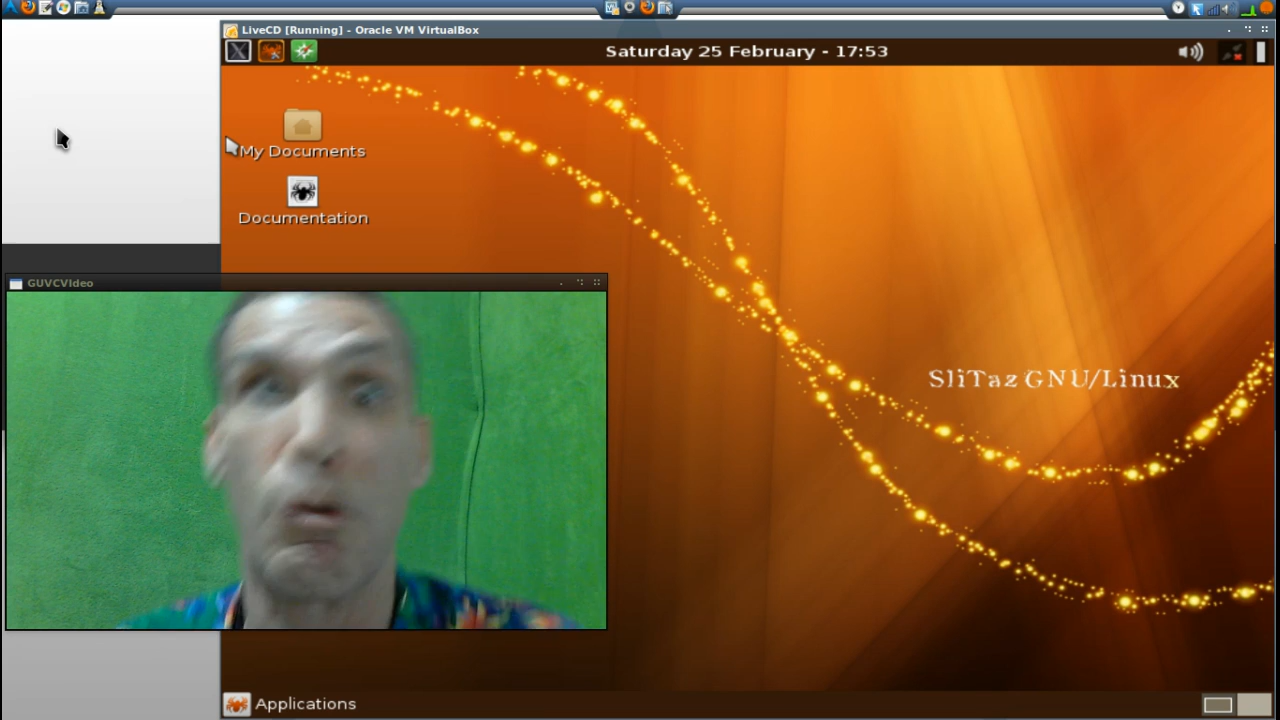 LiveCD [Running] - Oracle VM VirtualBox
Saturday 25 February - 17:53
My Documents
Documentation
GUVCVideo
SliTaz GNU/Linux
Applications